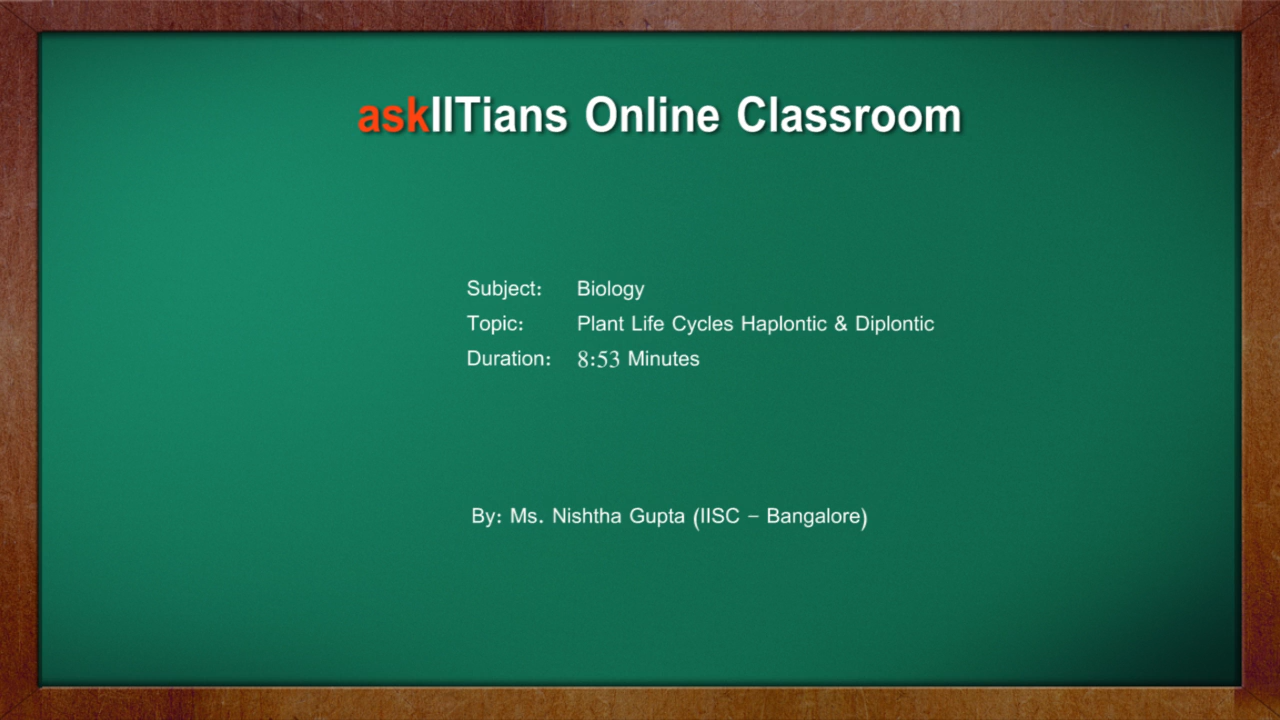 askIITians Online Classroom
Subject: Biology
Topic: Plant Life Cycles Haplontic & Diplontic
Duration: 8:53 Minutes
By: Ms. Nishtha Gupta (IISC – Bangalore)